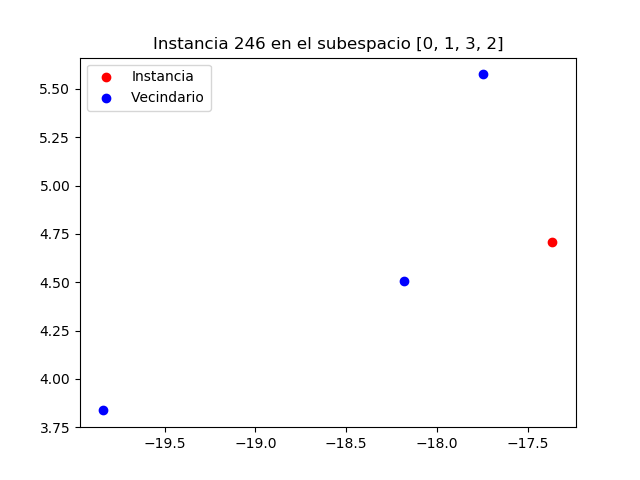 Instancia 246 en el subespacio [0, 1, 3, 2]
Instancia
Vecindario
5.50
5.25
5.00
4.75
4.50
4.25
4.00
3.75
−19.5 −19.0 −18.5 −18.0 −17.5